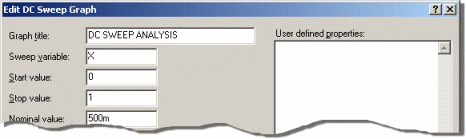 Edit DC Sweep Graph
Graph title: DC SWEEP ANALYSIS
User defined properties:
Sweep variable: X
Start value: 0
Stop value: 1
Nominal value: 500m